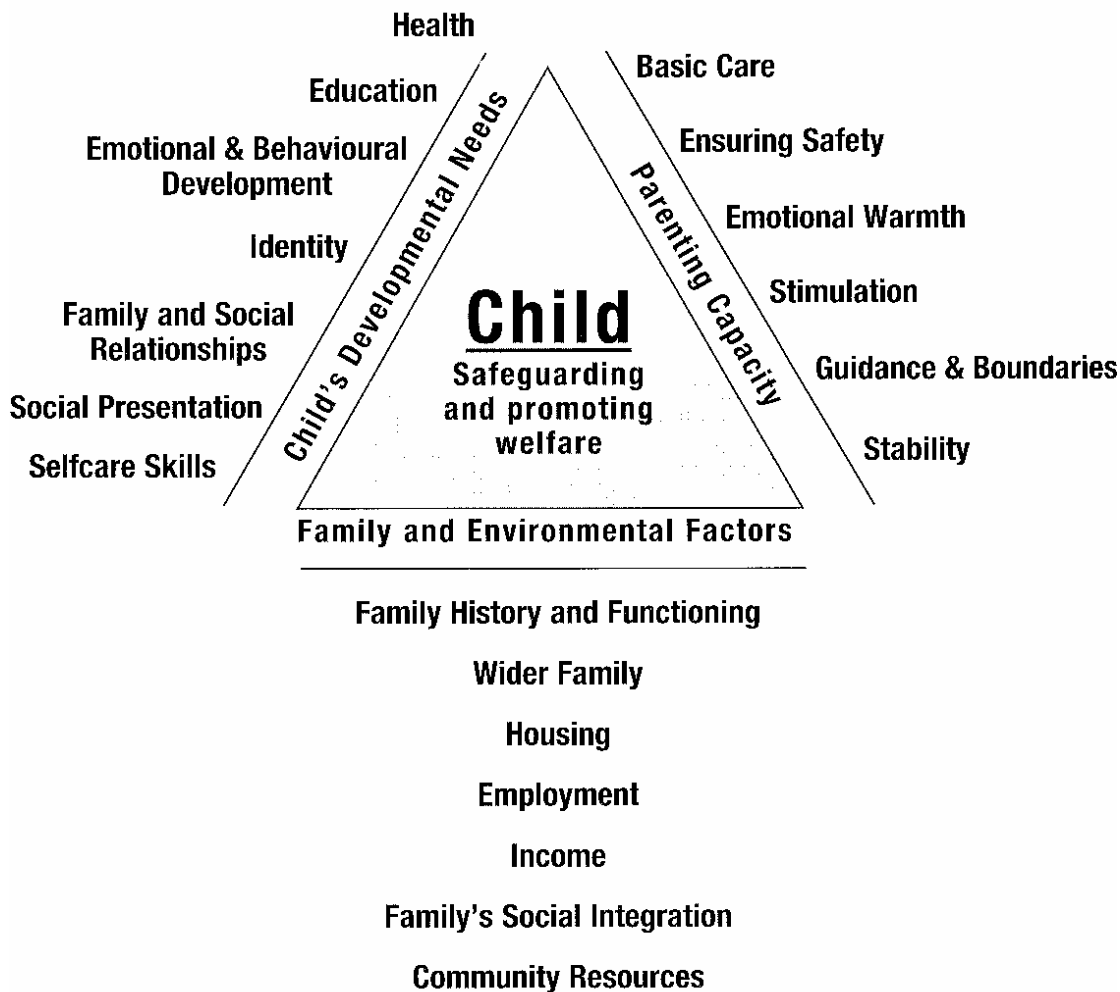 Health
Education
Emotional & Behavioural
Development
Identity
Family and Social
Relationships
Social Presentation
Selfcare Skills
Child's Developmental Needs
Child
Safeguarding
and promoting
welfare
Parenting Capacity
Basic Care
Ensuring Safety
Emotional Warmth
Stimulation
Guidance & Boundaries
Stability
Family and Environmental Factors
Family History and Functioning
Wider Family
Housing
Employment
Income
Family's Social Integration
Community Resources